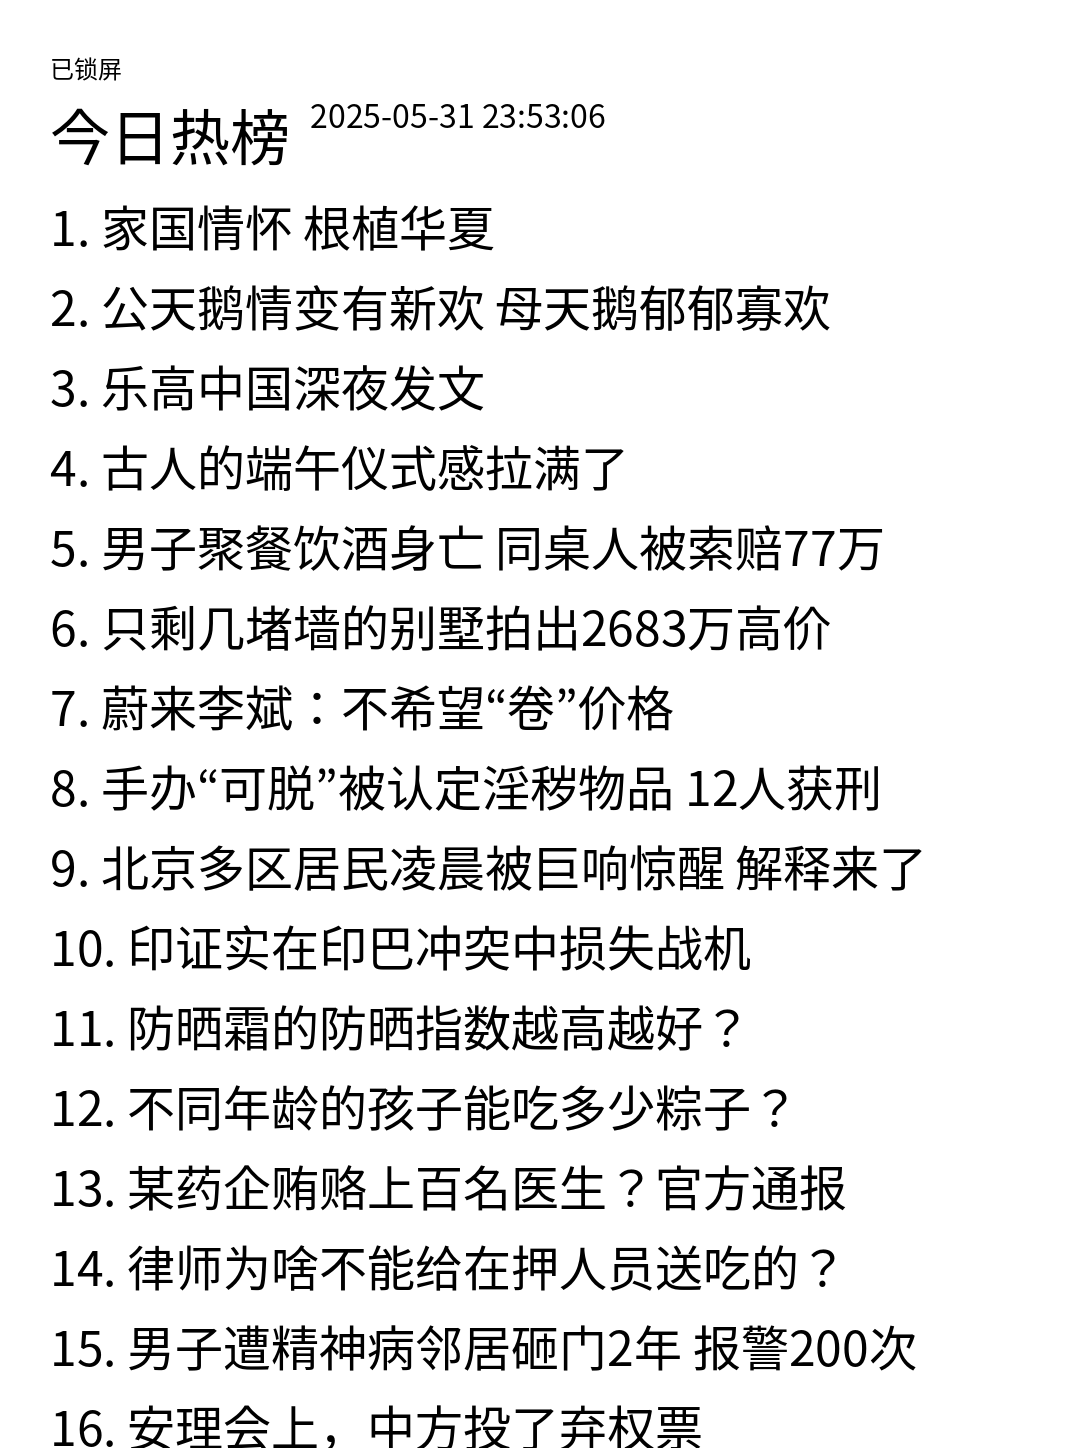 已锁屏
今日热榜 2025-05-31 23:53:06
1. 家国情怀 根植华夏
2. 公天鹅情变有新欢 母天鹅郁郁寡欢
3. 乐高中国深夜发文
4. 古人的端午仪式感拉满了
5. 男子聚餐饮酒身亡 同桌人被索赔77万
6. 只剩几堵墙的别墅拍出2683万高价
7. 蔚来李斌：不希望“卷”价格
8. 手办“可脱”被认定淫秽物品 12人获刑
9. 北京多区居民凌晨被巨响惊醒 解释来了
10. 印证实在印巴冲突中损失战机
11. 防晒霜的防晒指数越高越好？
12. 不同年龄的孩子能吃多少粽子？
13. 某药企贿赂上百名医生？官方通报
14. 律师为啥不能给在押人员送吃的？
15. 男子遭精神病邻居砸门2年 报警200次
16. 安理会上，中方投了弃权票